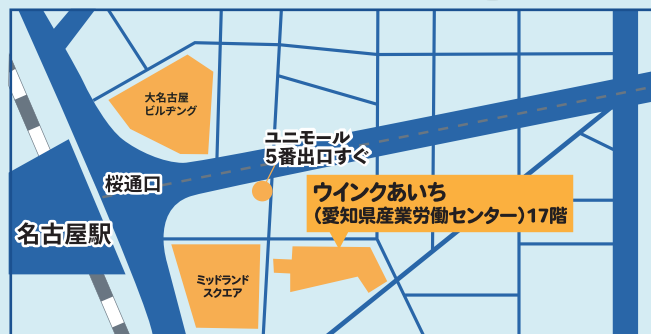 大名古屋
ビルヂング
ユニモール
5番出口すぐ
桜通口
ウインクあいち
(愛知県産業労働センター)17階
名古屋駅
ミッドランド
スクエア